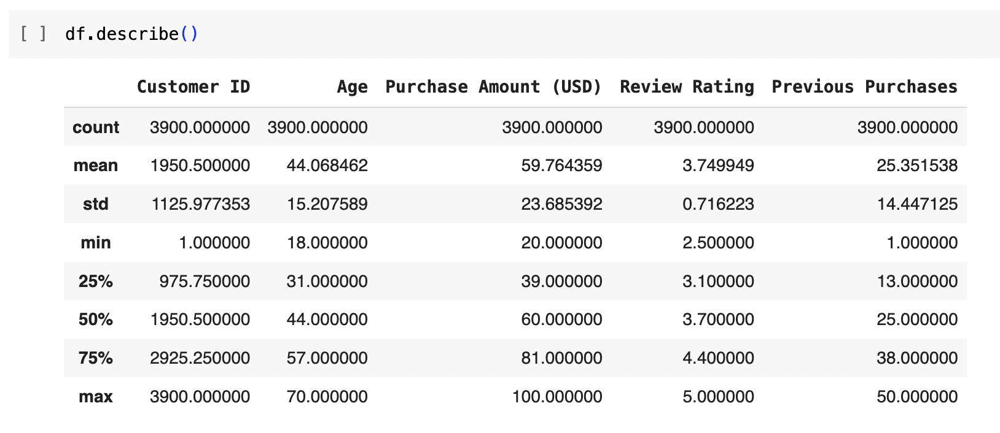 [ ] df.describe()
Customer ID Age Purchase Amount (USD) Review Rating Previous Purchases
count 3900.000000 3900.000000 3900.000000 3900.000000 3900.000000
mean 1950.500000 44.068462 59.764359 3.749949 25.351538
std 1125.977353 15.207589 23.685392 0.716223 14.447125
min 1.000000 18.000000 20.000000 2.500000 1.000000
25% 975.750000 31.000000 39.000000 3.100000 13.000000
50% 1950.500000 44.000000 60.000000 3.700000 25.000000
75% 2925.250000 57.000000 81.000000 4.400000 38.000000
max 3900.000000 70.000000 100.000000 5.000000 50.000000